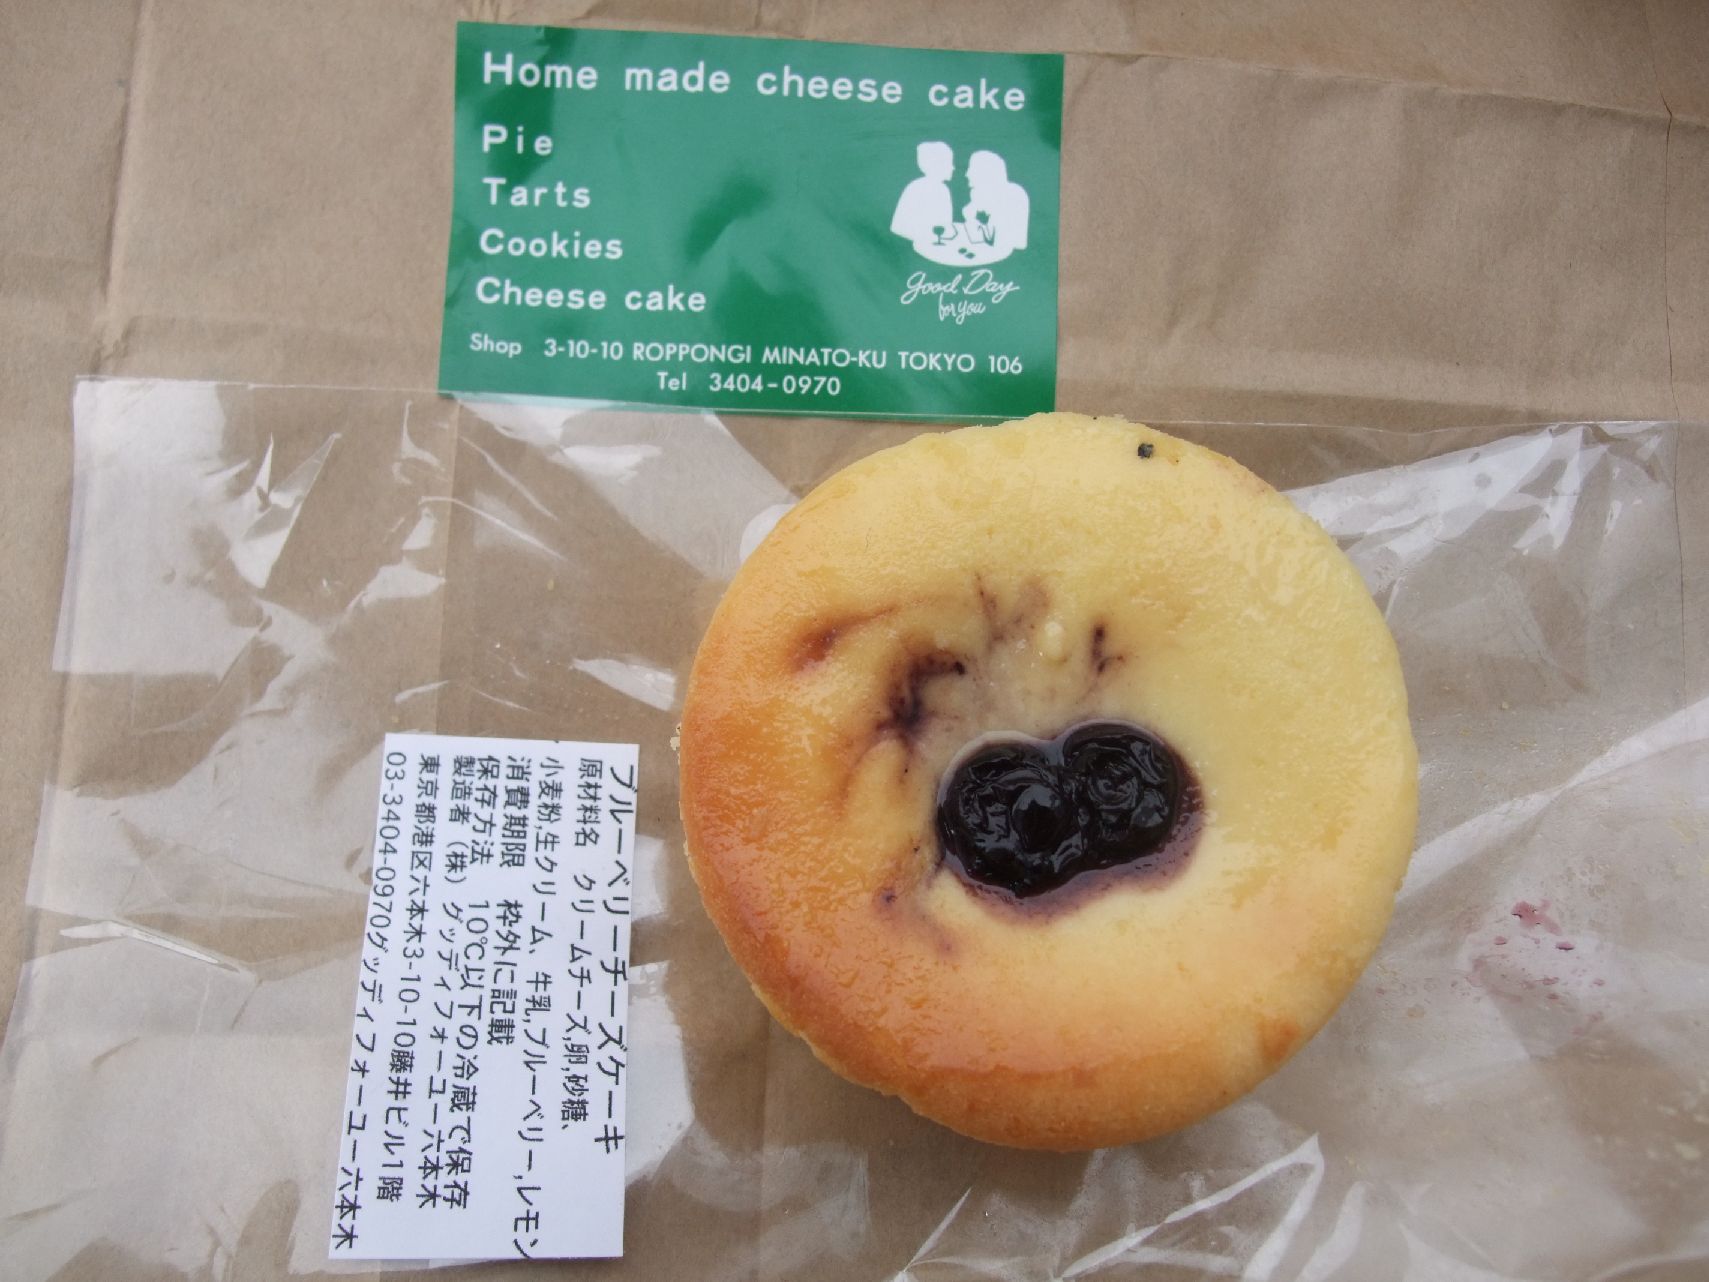 Home made cheese cake
Pie
Tarts
Cookies
Cheese cake
good Day
for you
Shop 3-10-10 ROPPONGI MINATO-KU TOKYO 106
Tel 3404-0970
ブルーベリーチーズケーキ
原材料名 クリームチーズ,卵,砂糖、
小麦粉,生クリーム、牛乳,ブルーベリー,レモン
消費期限 枠外に記載
保存方法 10℃以下の冷蔵で保存
製造者（株）グッディフォーユー六本木
東京都港区六本木3-10-10藤井ビル1階
03-3404-0970グッディフォーユー六本木